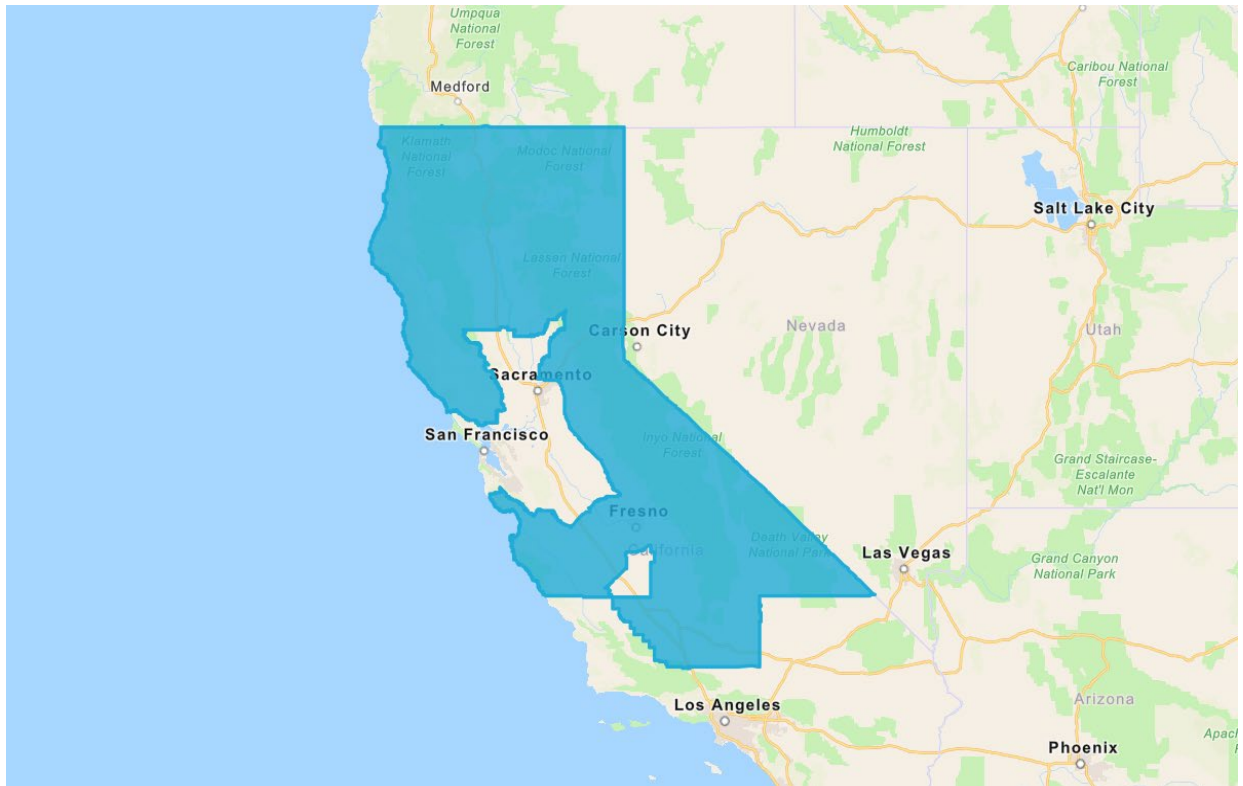 Umpqua
National
Forest
Caribou National
Forest
Medford
Humboldt
National Forest
Klamath
National
Forest
Modoc National
Forest
Salt Lake City
Lassen National
Forest
Carson City
Nevada
Utah
Sacramento
San Francisco
Inyo National
Forest
Grand Staircase-
Escalante
Nat'l Mon
Fresno
California
Death Valley
National Park
Las Vegas
Grand Canyon
National Park
Los Angeles
Arizona
Phoenix